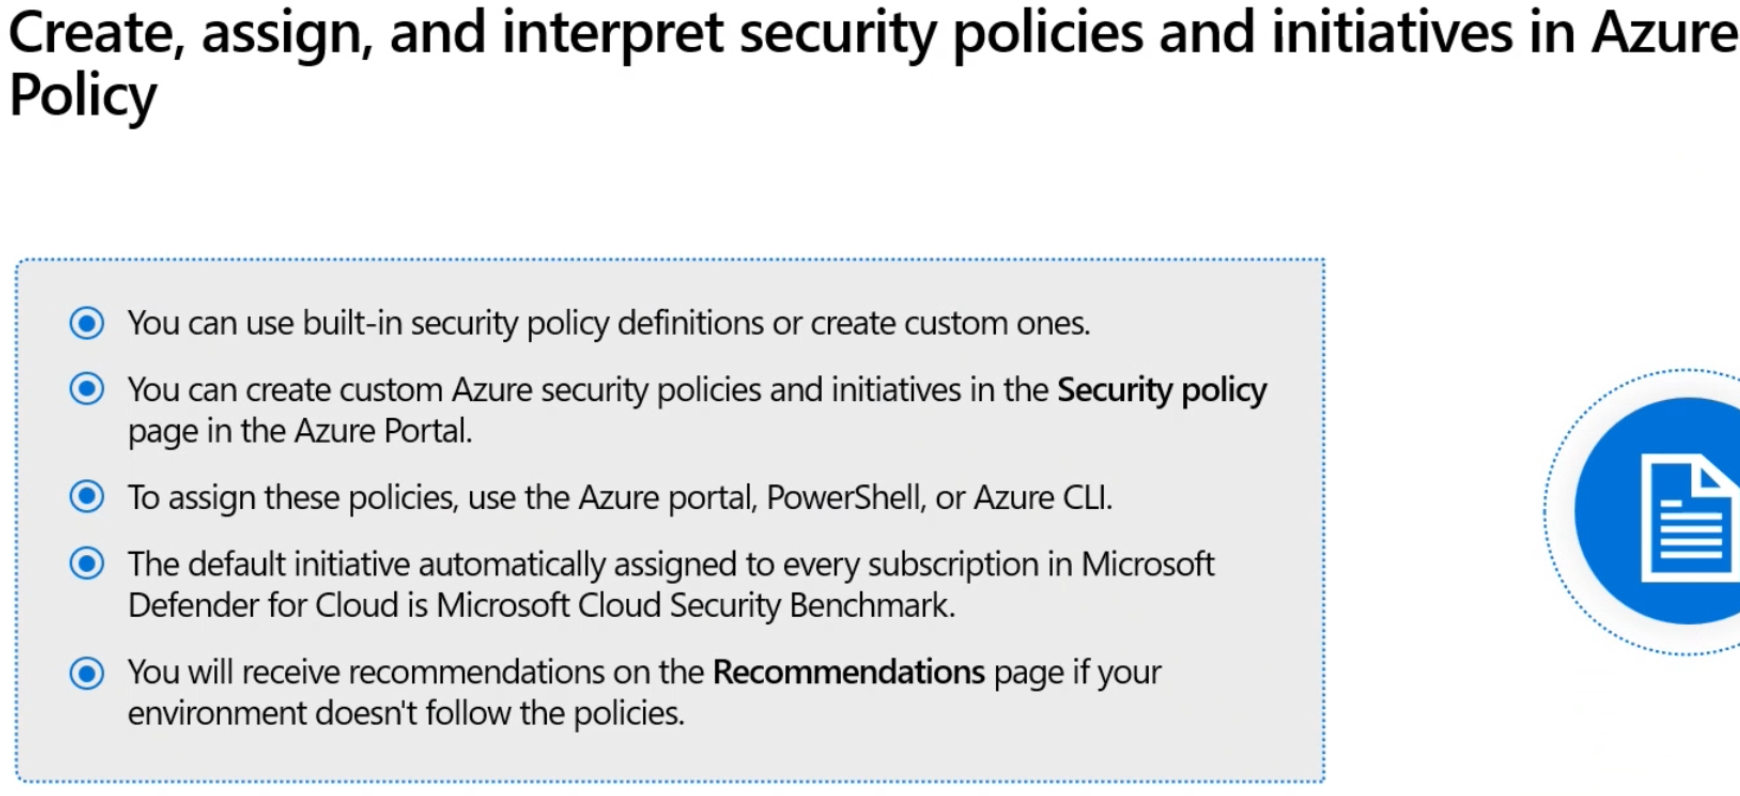 Create, assign, and interpret security policies and initiatives in Azure
Policy
You can use built-in security policy definitions or create custom ones.
You can create custom Azure security policies and initiatives in the Security policy
page in the Azure Portal.
To assign these policies, use the Azure portal, PowerShell, or Azure CLI.
The default initiative automatically assigned to every subscription in Microsoft
Defender for Cloud is Microsoft Cloud Security Benchmark.
You will receive recommendations on the Recommendations page if your
environment doesn't follow the policies.